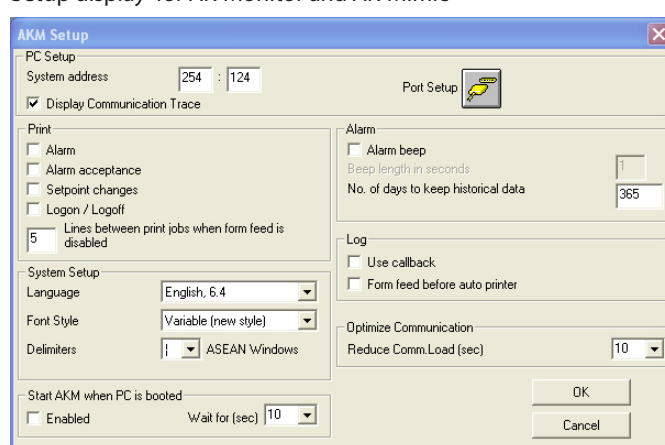 Setup display for AK monitor and AK mimic
AKM Setup
PC Setup
System address 254 : 124
Display Communication Trace
Port Setup
Print
Alarm
Alarm acceptance
Setpoint changes
Logon / Logoff
5 Lines between print jobs when form feed is
disabled
Alarm
Alarm beep
Beep length in seconds 1
No. of days to keep historical data 365
Log
Use callback
Form feed before auto printer
System Setup
Language English, 6.4
Font Style Variable (new style)
Delimiters ¦ ASEAN Windows
Optimize Communication
Reduce Comm.Load (sec) 10
Start AKM when PC is booted
Enabled Wait for (sec) 10
OK
Cancel